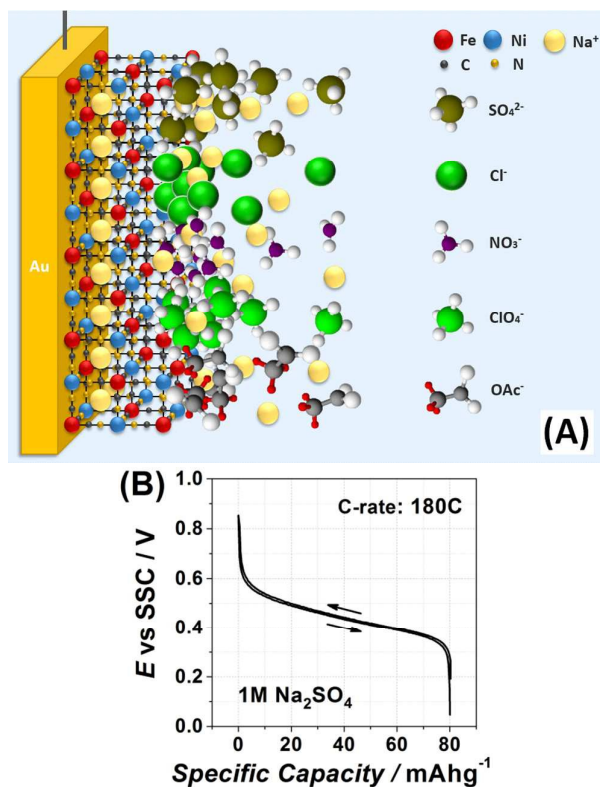 Fe Ni Na⁺
C N
SO₄²⁻
Cl⁻
NO₃⁻
ClO₄⁻
OAc⁻
Au
(A)
(B)
C-rate: 180C
1M Na₂SO₄
E vs SSC / V
1.0
0.8
0.6
0.4
0.2
0.0
0 20 40 60 80
Specific Capacity / mAhg⁻¹